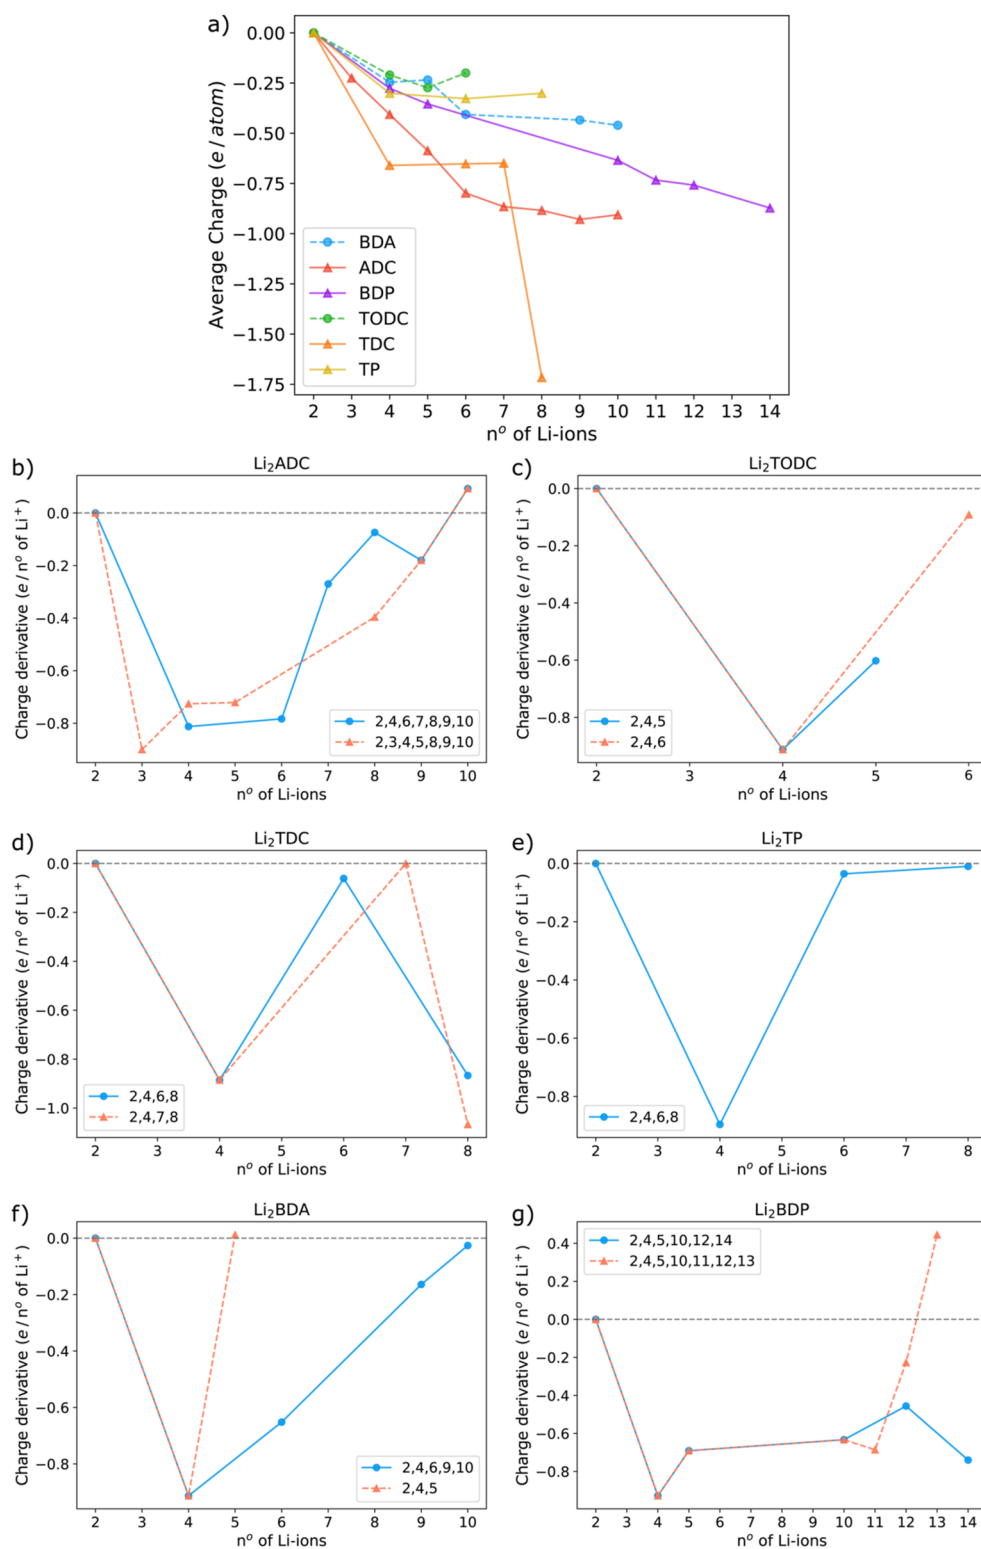 a)
0.00
−0.25
−0.50
−0.75
−1.00
−1.25
−1.50
−1.75
Average Charge (e / atom)
BDA
ADC
BDP
TODC
TDC
TP
2 3 4 5 6 7 8 9 10 11 12 13 14
nº of Li-ions
b)
Li₂ADC
0.0
−0.2
−0.4
−0.6
−0.8
Charge derivative (e / nº of Li⁺)
2,4,6,7,8,9,10
2,3,4,5,8,9,10
2 3 4 5 6 7 8 9 10
nº of Li-ions
c)
Li₂TODC
0.0
−0.2
−0.4
−0.6
−0.8
Charge derivative (e / nº of Li⁺)
2,4,5
2,4,6
2 3 4 5 6
nº of Li-ions
d)
Li₂TDC
0.0
−0.2
−0.4
−0.6
−0.8
−1.0
Charge derivative (e / nº of Li⁺)
2,4,6,8
2,4,7,8
2 3 4 5 6 7 8
nº of Li-ions
e)
Li₂TP
0.0
−0.2
−0.4
−0.6
−0.8
Charge derivative (e / nº of Li⁺)
2,4,6,8
2 3 4 5 6 7 8
nº of Li-ions
f)
Li₂BDA
0.0
−0.2
−0.4
−0.6
−0.8
Charge derivative (e / nº of Li⁺)
2,4,6,9,10
2,4,5
2 3 4 5 6 7 8 9 10
nº of Li-ions
g)
Li₂BDP
2,4,5,10,12,14
2,4,5,10,11,12,13
0.4
0.2
0.0
−0.2
−0.4
−0.6
−0.8
Charge derivative (e / nº of Li⁺)
2 3 4 5 6 7 8 9 10 11 12 13 14
nº of Li-ions